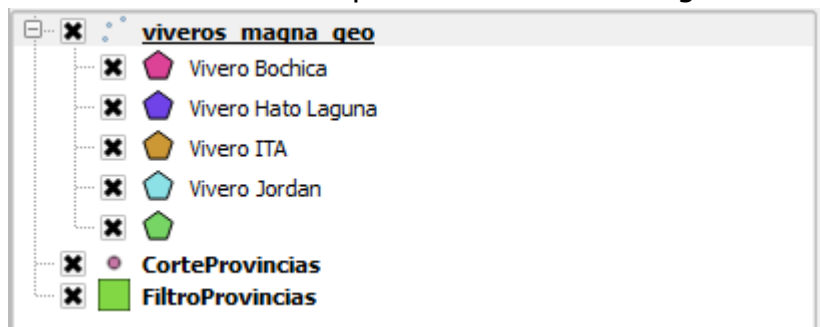 viveros_magna_geo
Vivero Bochica
Vivero Hato Laguna
Vivero ITA
Vivero Jordan
CorteProvincias
FiltroProvincias